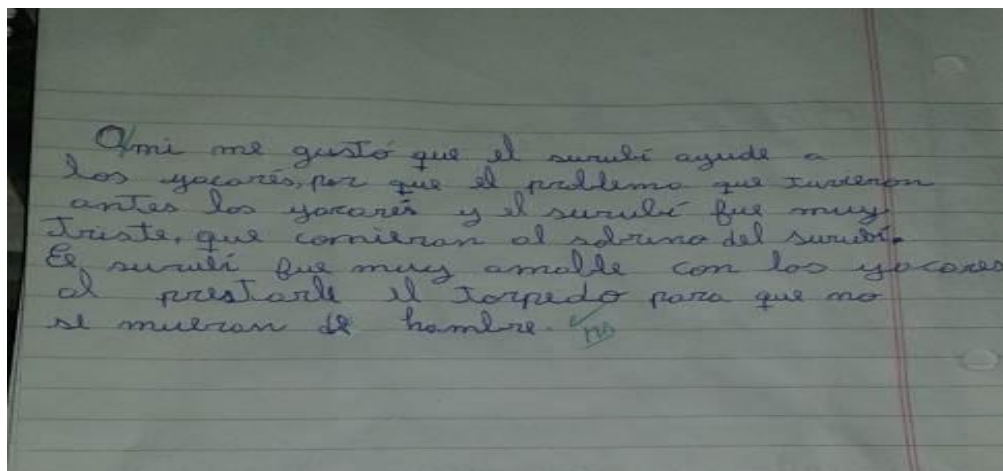 A mi me gustó que el surubí ayude a
los yacarés, por que el problema que tuvieron
antes los yacarés y el surubí fue muy
triste, que comieran al sobrino del surubí.
El surubí fue muy amable con los yacares
al prestarle el torpedo para que no
se mueran de hambre.